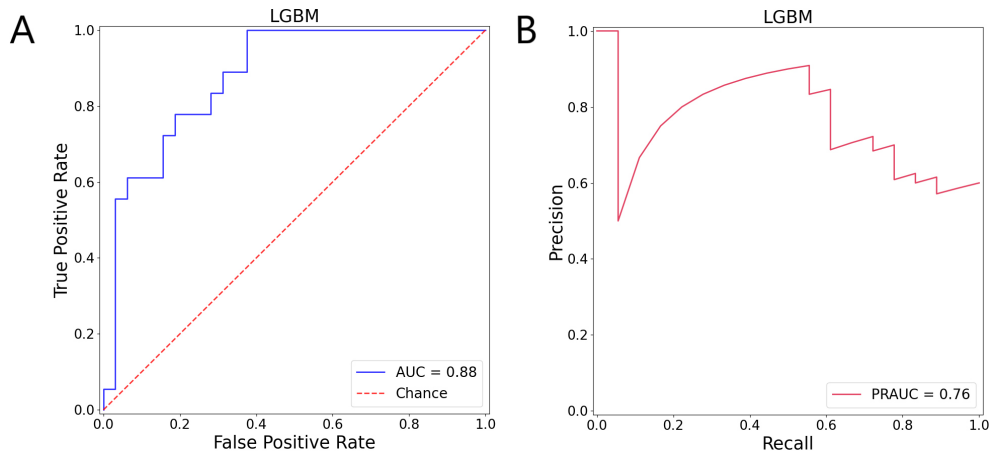 A
LGBM
True Positive Rate
1.0
0.8
0.6
0.4
0.2
0.0
0.0 0.2 0.4 0.6 0.8 1.0
False Positive Rate
AUC = 0.88
Chance
B
LGBM
Precision
1.0
0.8
0.6
0.4
0.2
0.0
0.0 0.2 0.4 0.6 0.8 1.0
Recall
PRAUC = 0.76